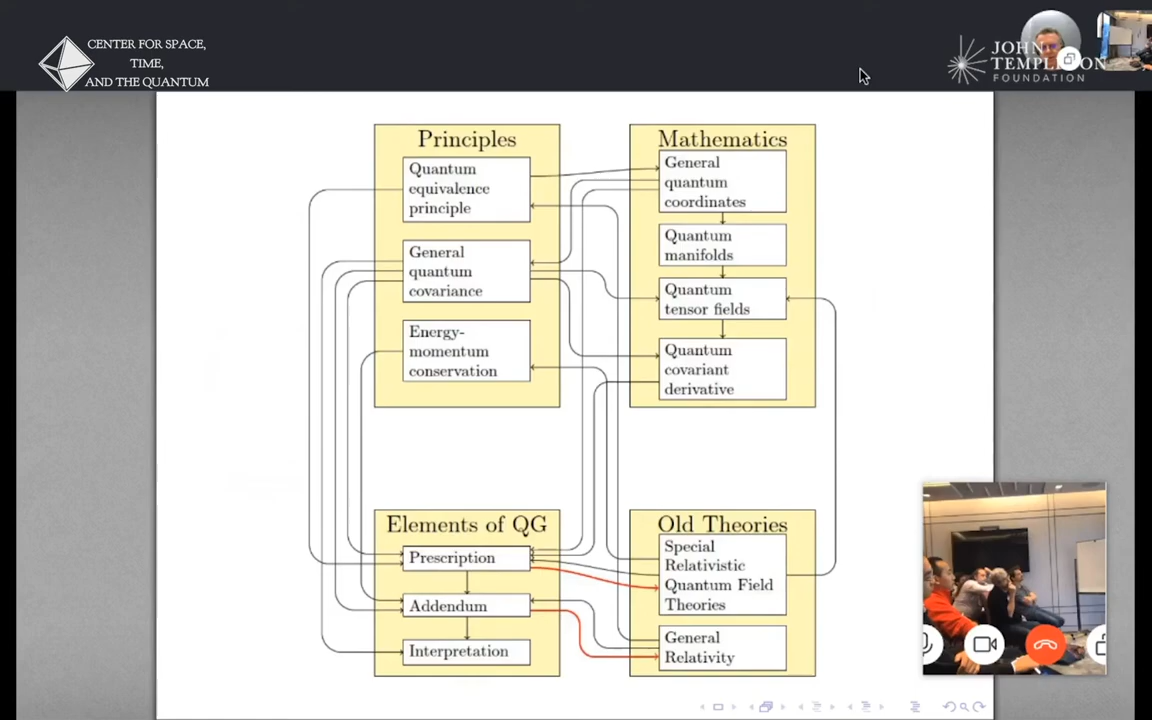 CENTER FOR SPACE,
TIME,
AND THE QUANTUM
JOHN
TEMPLETON
FOUNDATION
Principles
Quantum
equivalence
principle
General
quantum
covariance
Energy-
momentum
conservation
Mathematics
General
quantum
coordinates
Quantum
manifolds
Quantum
tensor fields
Quantum
covariant
derivative
Elements of QG
Prescription
Addendum
Interpretation
Old Theories
Special
Relativistic
Quantum Field
Theories
General
Relativity